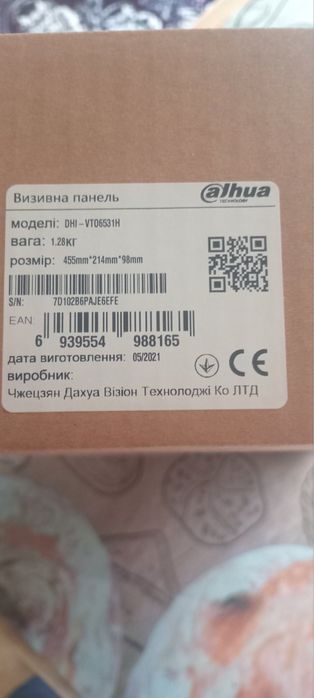 alhua
TECHNOLOGY
Визивна панель
моделі: DHI-VTO6531H
вага: 1.28КГ
розмір: 455mm*214mm*98mm
S/N: 7D102B6PAJE6EFE
EAN:
6 939554 988165
дата виготовлення: 05/2021
CE
виробник:
Чжецзян Дахуа Візіон Технолоджі Ко ЛТД